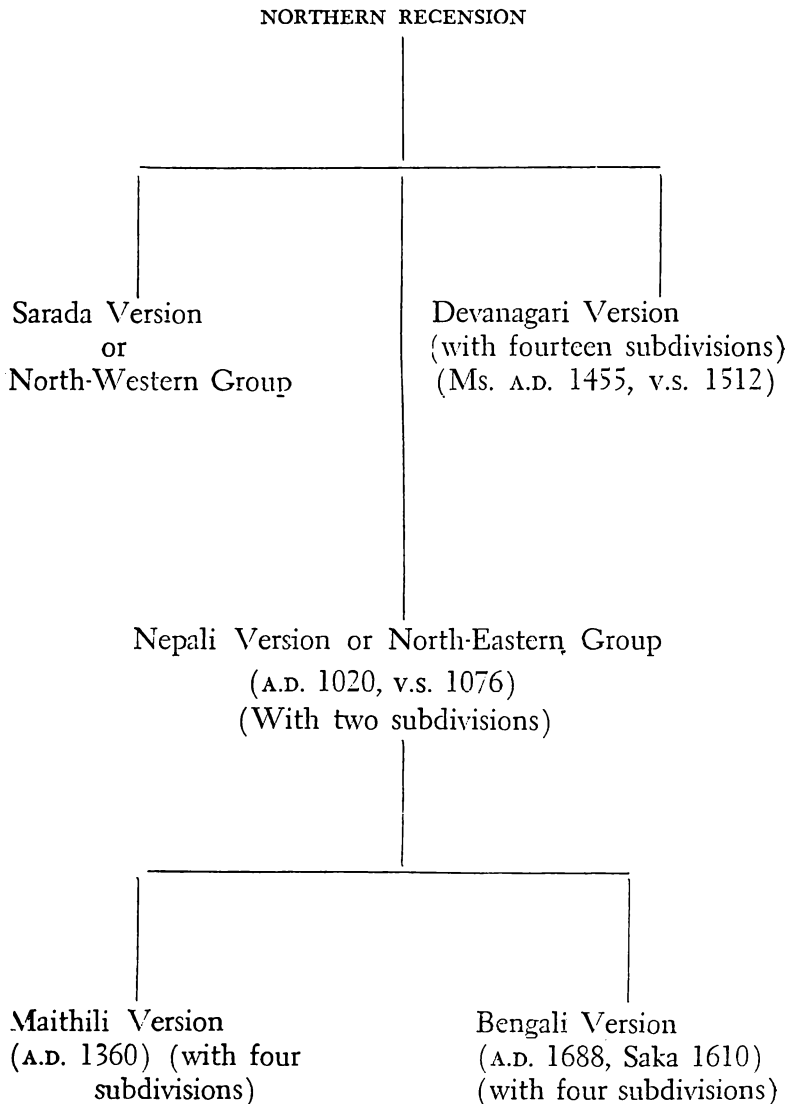 NORTHERN RECENSION
Sarada Version
or
North-Western Group
Devanagari Version
(with fourteen subdivisions)
(Ms. A.D. 1455, V.S. 1512)
Nepali Version or North-Eastern Group
(A.D. 1020, V.S. 1076)
(With two subdivisions)
Maithili Version
(A.D. 1360) (with four
subdivisions)
Bengali Version
(A.D. 1688, Saka 1610)
(with four subdivisions)